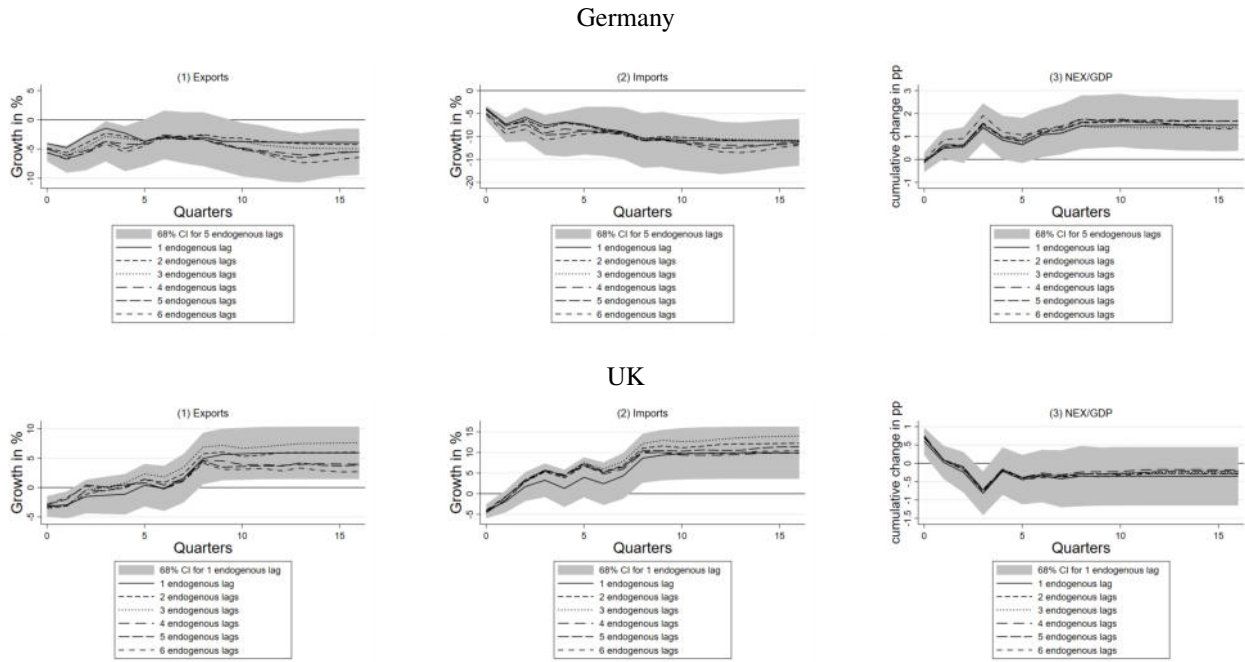 Germany
(1) Exports
Growth in %
5
0
-5
-10
0 5 10 15
Quarters
68% CI for 5 endogenous lags
1 endogenous lag
2 endogenous lags
3 endogenous lags
4 endogenous lags
5 endogenous lags
6 endogenous lags
(2) Imports
Growth in %
0
-5
-10
-15
-20
0 5 10 15
Quarters
68% CI for 5 endogenous lags
1 endogenous lag
2 endogenous lags
3 endogenous lags
4 endogenous lags
5 endogenous lags
6 endogenous lags
(3) NEX/GDP
cumulative change in pp
3
2
1
0
-1
0 5 10 15
Quarters
68% CI for 5 endogenous lags
1 endogenous lag
2 endogenous lags
3 endogenous lags
4 endogenous lags
5 endogenous lags
6 endogenous lags
UK
(1) Exports
Growth in %
10
5
0
-5
0 5 10 15
Quarters
68% CI for 1 endogenous lag
1 endogenous lag
2 endogenous lags
3 endogenous lags
4 endogenous lags
5 endogenous lags
6 endogenous lags
(2) Imports
Growth in %
15
10
5
0
-5
0 5 10 15
Quarters
68% CI for 1 endogenous lag
1 endogenous lag
2 endogenous lags
3 endogenous lags
4 endogenous lags
5 endogenous lags
6 endogenous lags
(3) NEX/GDP
cumulative change in pp
1
.5
0
-.5
-1
-1.5
0 5 10 15
Quarters
68% CI for 1 endogenous lag
1 endogenous lag
2 endogenous lags
3 endogenous lags
4 endogenous lags
5 endogenous lags
6 endogenous lags